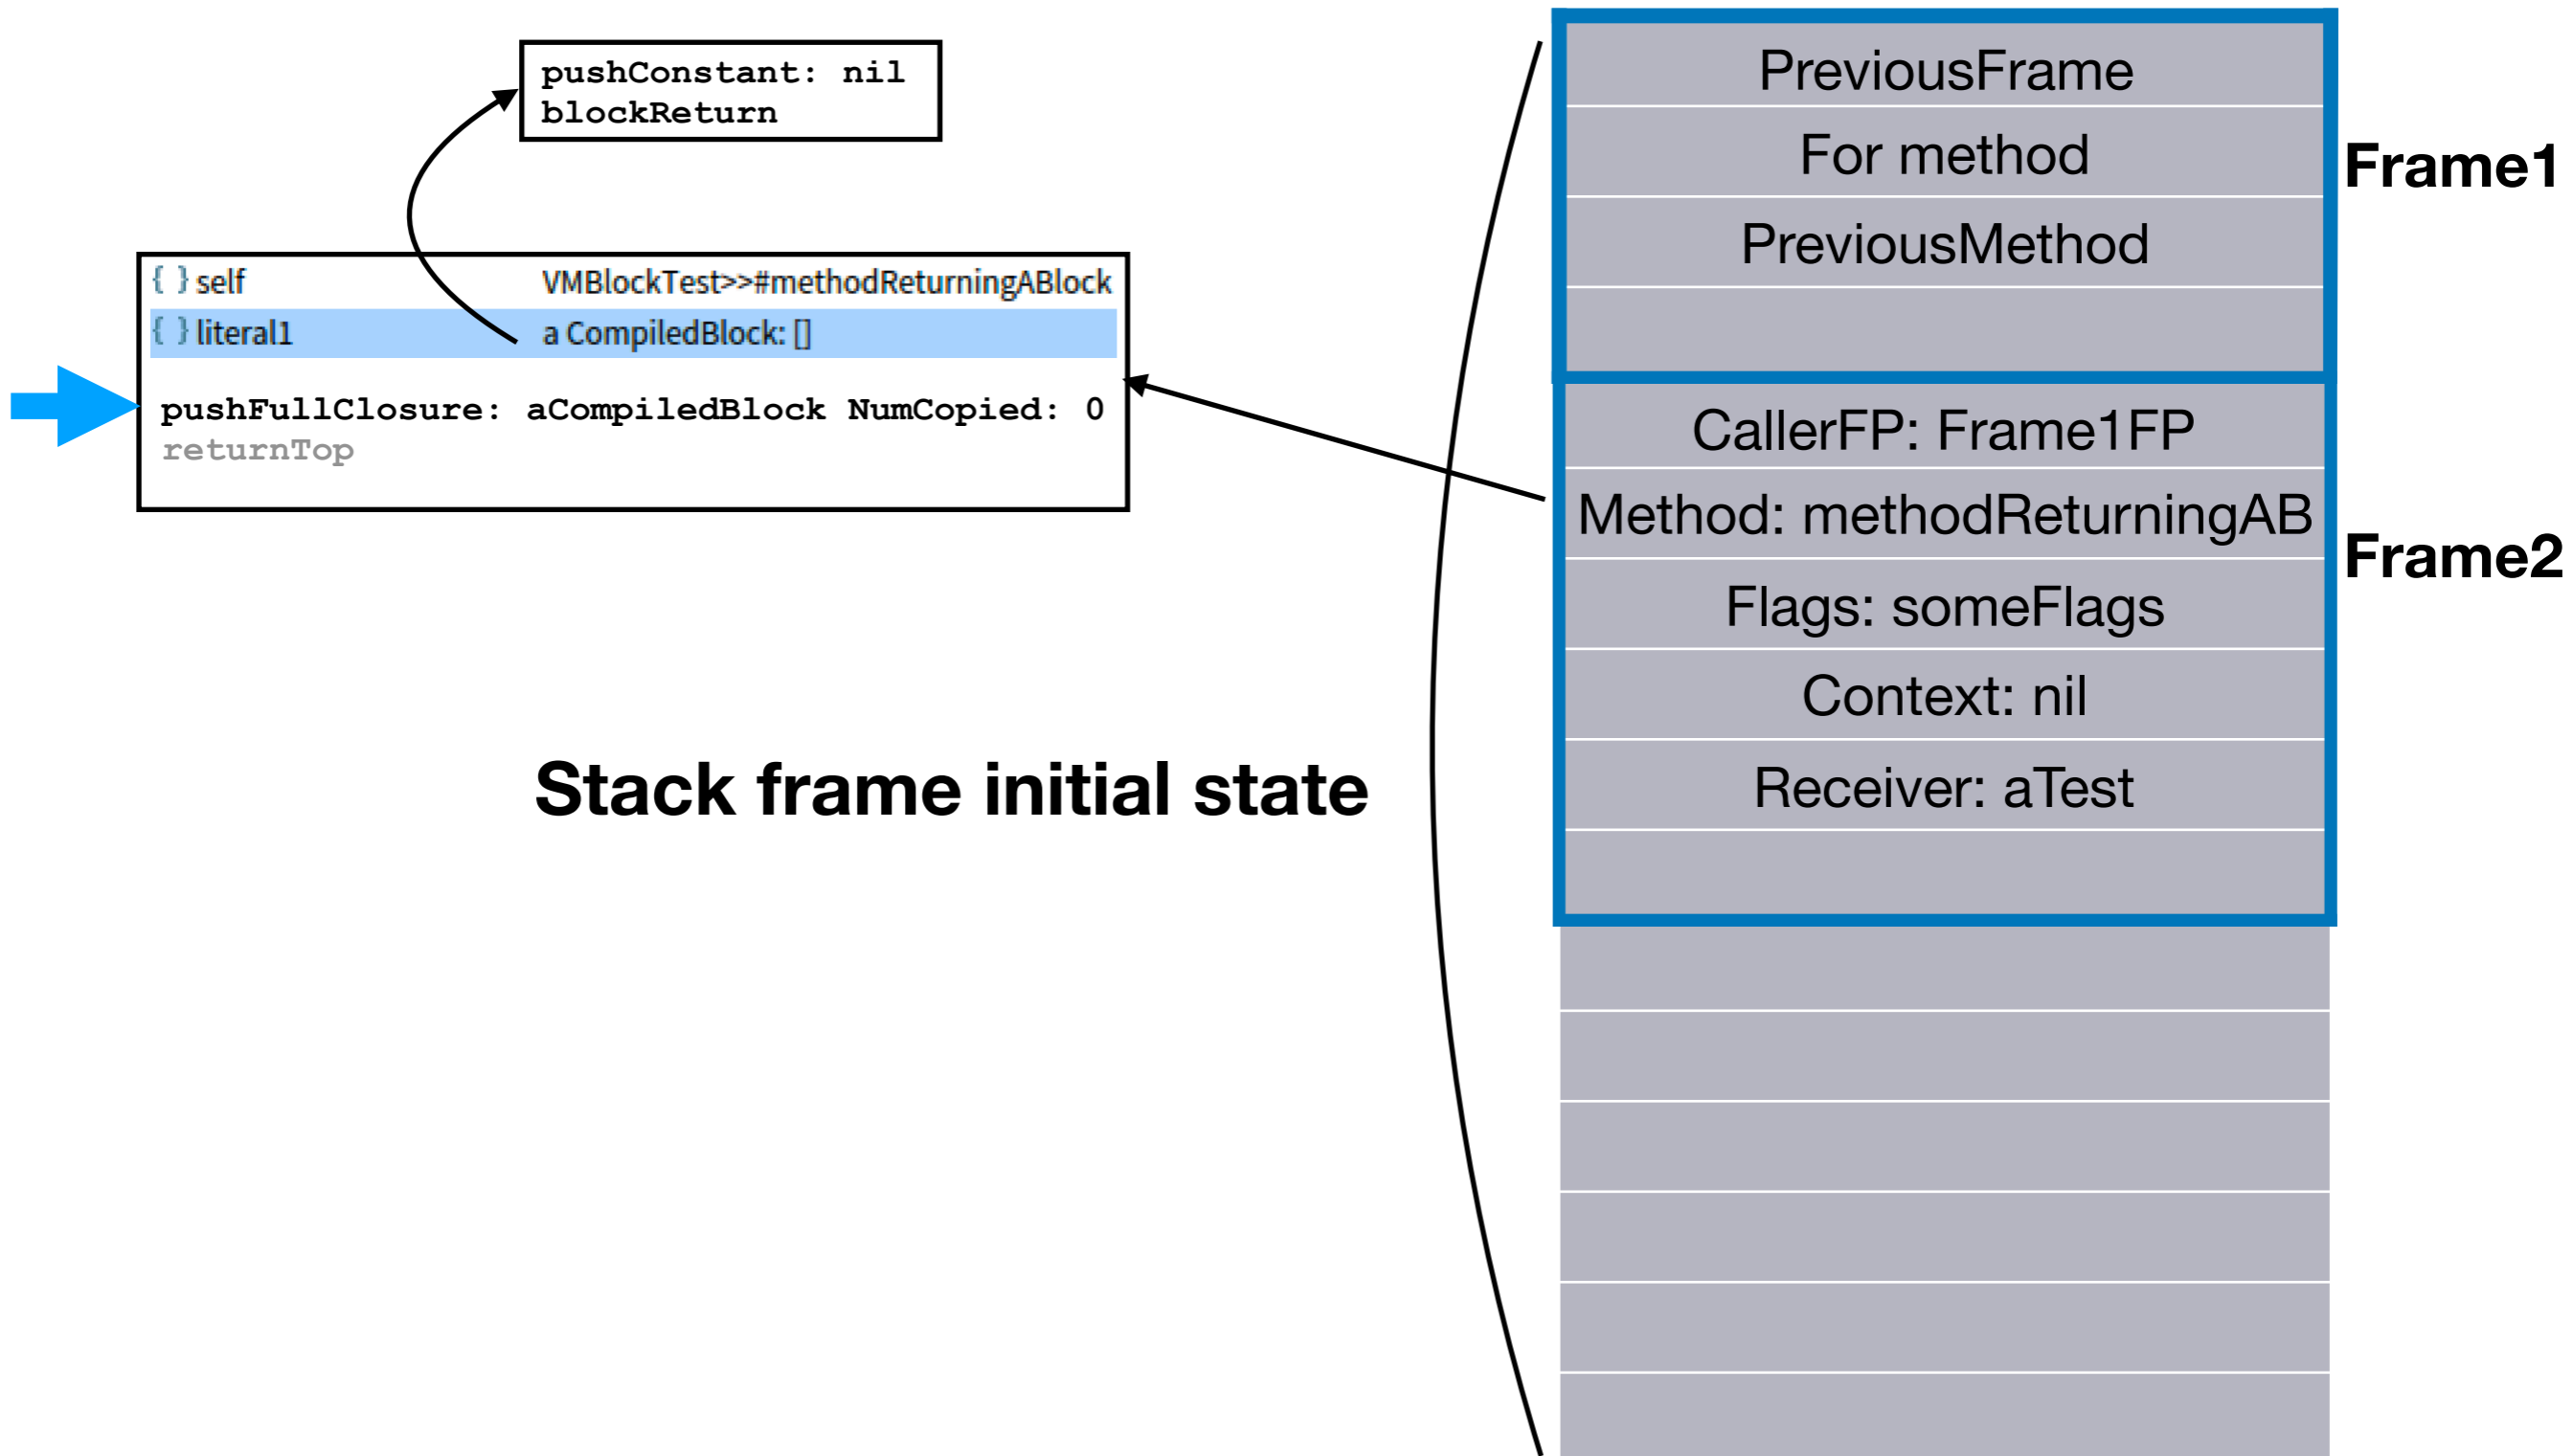 pushConstant: nil
blockReturn
{ } self VMBlockTest>>#methodReturningABlock
{ } literal1 a CompiledBlock: []
pushFullClosure: aCompiledBlock NumCopied: 0
returnTop
Stack frame initial state
PreviousFrame
For method
PreviousMethod
Frame1
CallerFP: Frame1FP
Method: methodReturningAB
Flags: someFlags
Context: nil
Receiver: aTest
Frame2